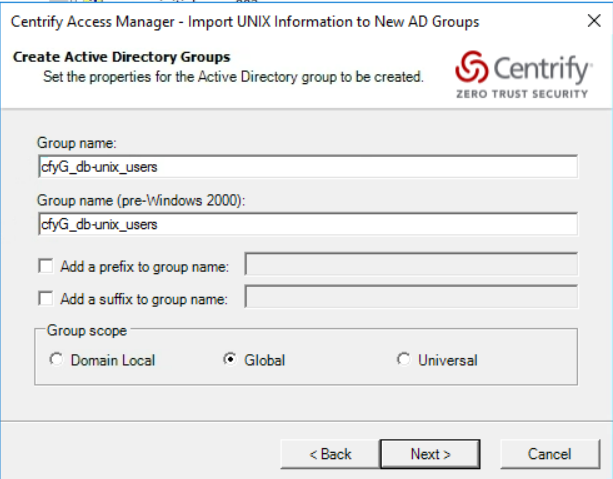 Centrify Access Manager - Import UNIX Information to New AD Groups
Create Active Directory Groups
Set the properties for the Active Directory group to be created.
Centrify
ZERO TRUST SECURITY
Group name:
cfyG_db-unix_users
Group name (pre-Windows 2000):
cfyG_db-unix_users
Add a prefix to group name:
Add a suffix to group name:
Group scope
Domain Local Global Universal
< Back Next > Cancel